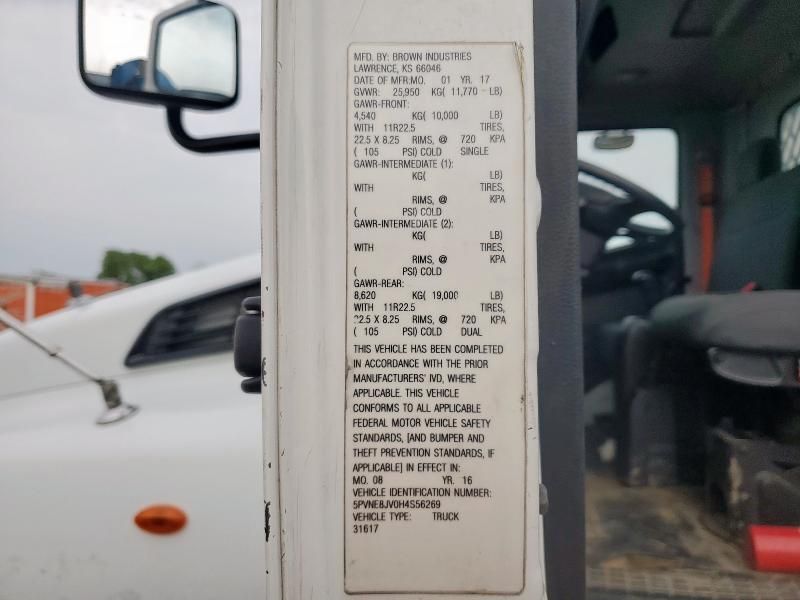 MFD. BY: BROWN INDUSTRIES
LAWRENCE, KS 66046
DATE OF MFR:MO. 01 YR. 17
GVWR: 25,950 KG( 11,770 LB)
GAWR-FRONT:
4,540 KG( 10,000 LB)
WITH 11R22.5 TIRES,
22.5 X 8.25 RIMS, @ 720 KPA
( 105 PSI) COLD SINGLE
GAWR-INTERMEDIATE (1):
KG( LB)
WITH TIRES,
RIMS, @ KPA
( PSI) COLD
GAWR-INTERMEDIATE (2):
KG( LB)
WITH TIRES,
RIMS, @ KPA
( PSI) COLD
GAWR-REAR:
8,620 KG( 19,000 LB)
WITH 11R22.5 TIRES,
22.5 X 8.25 RIMS, @ 720 KPA
( 105 PSI) COLD DUAL
THIS VEHICLE HAS BEEN COMPLETED
IN ACCORDANCE WITH THE PRIOR
MANUFACTURERS' IVD, WHERE
APPLICABLE. THIS VEHICLE
CONFORMS TO ALL APPLICABLE
FEDERAL MOTOR VEHICLE SAFETY
STANDARDS, [AND BUMPER AND
THEFT PREVENTION STANDARDS, IF
APPLICABLE] IN EFFECT IN:
MO. 08 YR. 16
VEHICLE IDENTIFICATION NUMBER:
5PVNE8JV0H4S56269
VEHICLE TYPE: TRUCK
31617